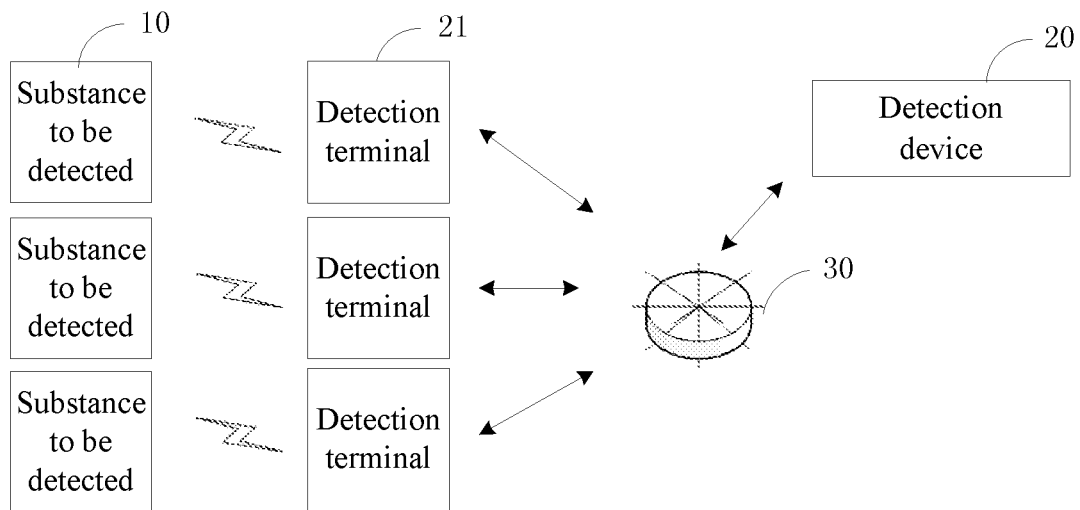 10
21
20
Substance
to be
detected
Detection
terminal
Detection
device
Substance
to be
detected
Detection
terminal
30
Substance
to be
detected
Detection
terminal